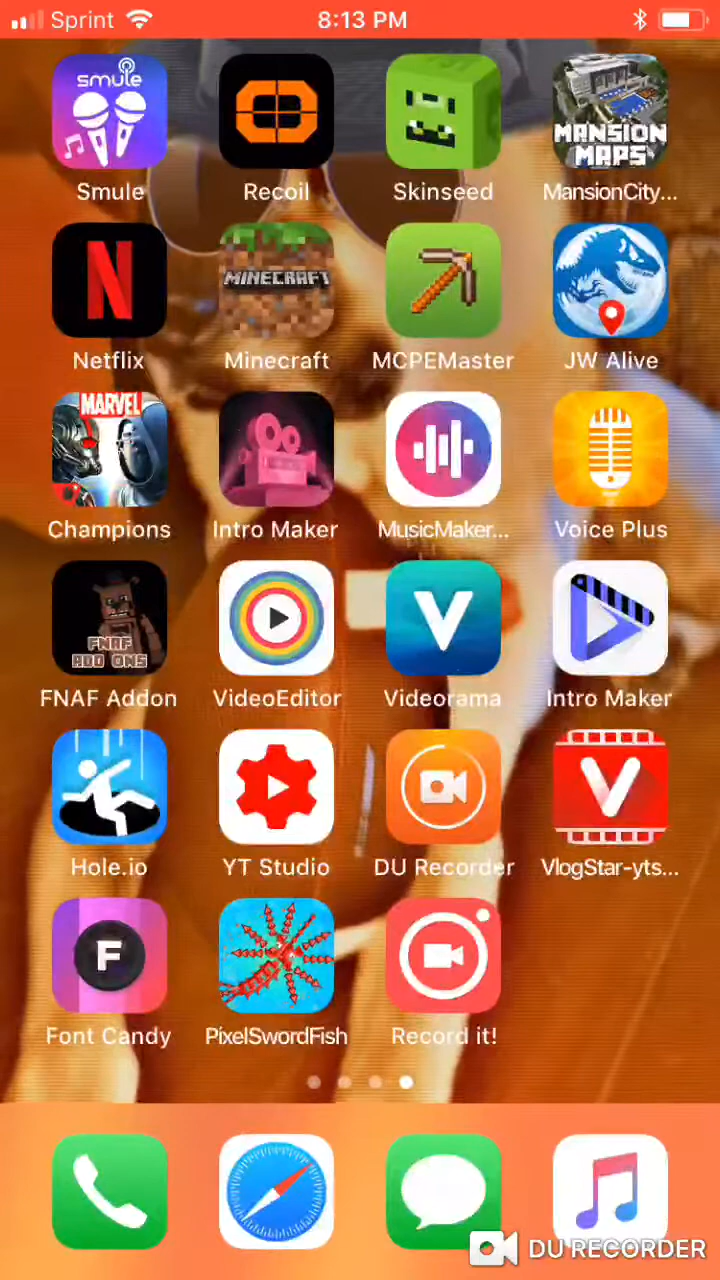 Sprint 8:13 PM
smule
MANSION MAPS
Smule Recoil Skinseed MansionCity...
N MINECRAFT
Netflix Minecraft MCPEMaster JW Alive
MARVEL
Champions Intro Maker MusicMaker... Voice Plus
FNAF
ADD ONS
V
FNAF Addon VideoEditor Videorama Intro Maker
V
Hole.io YT Studio DU Recorder VlogStar-yts...
F
Font Candy PixelSwordFish Record it!
DU RECORDER